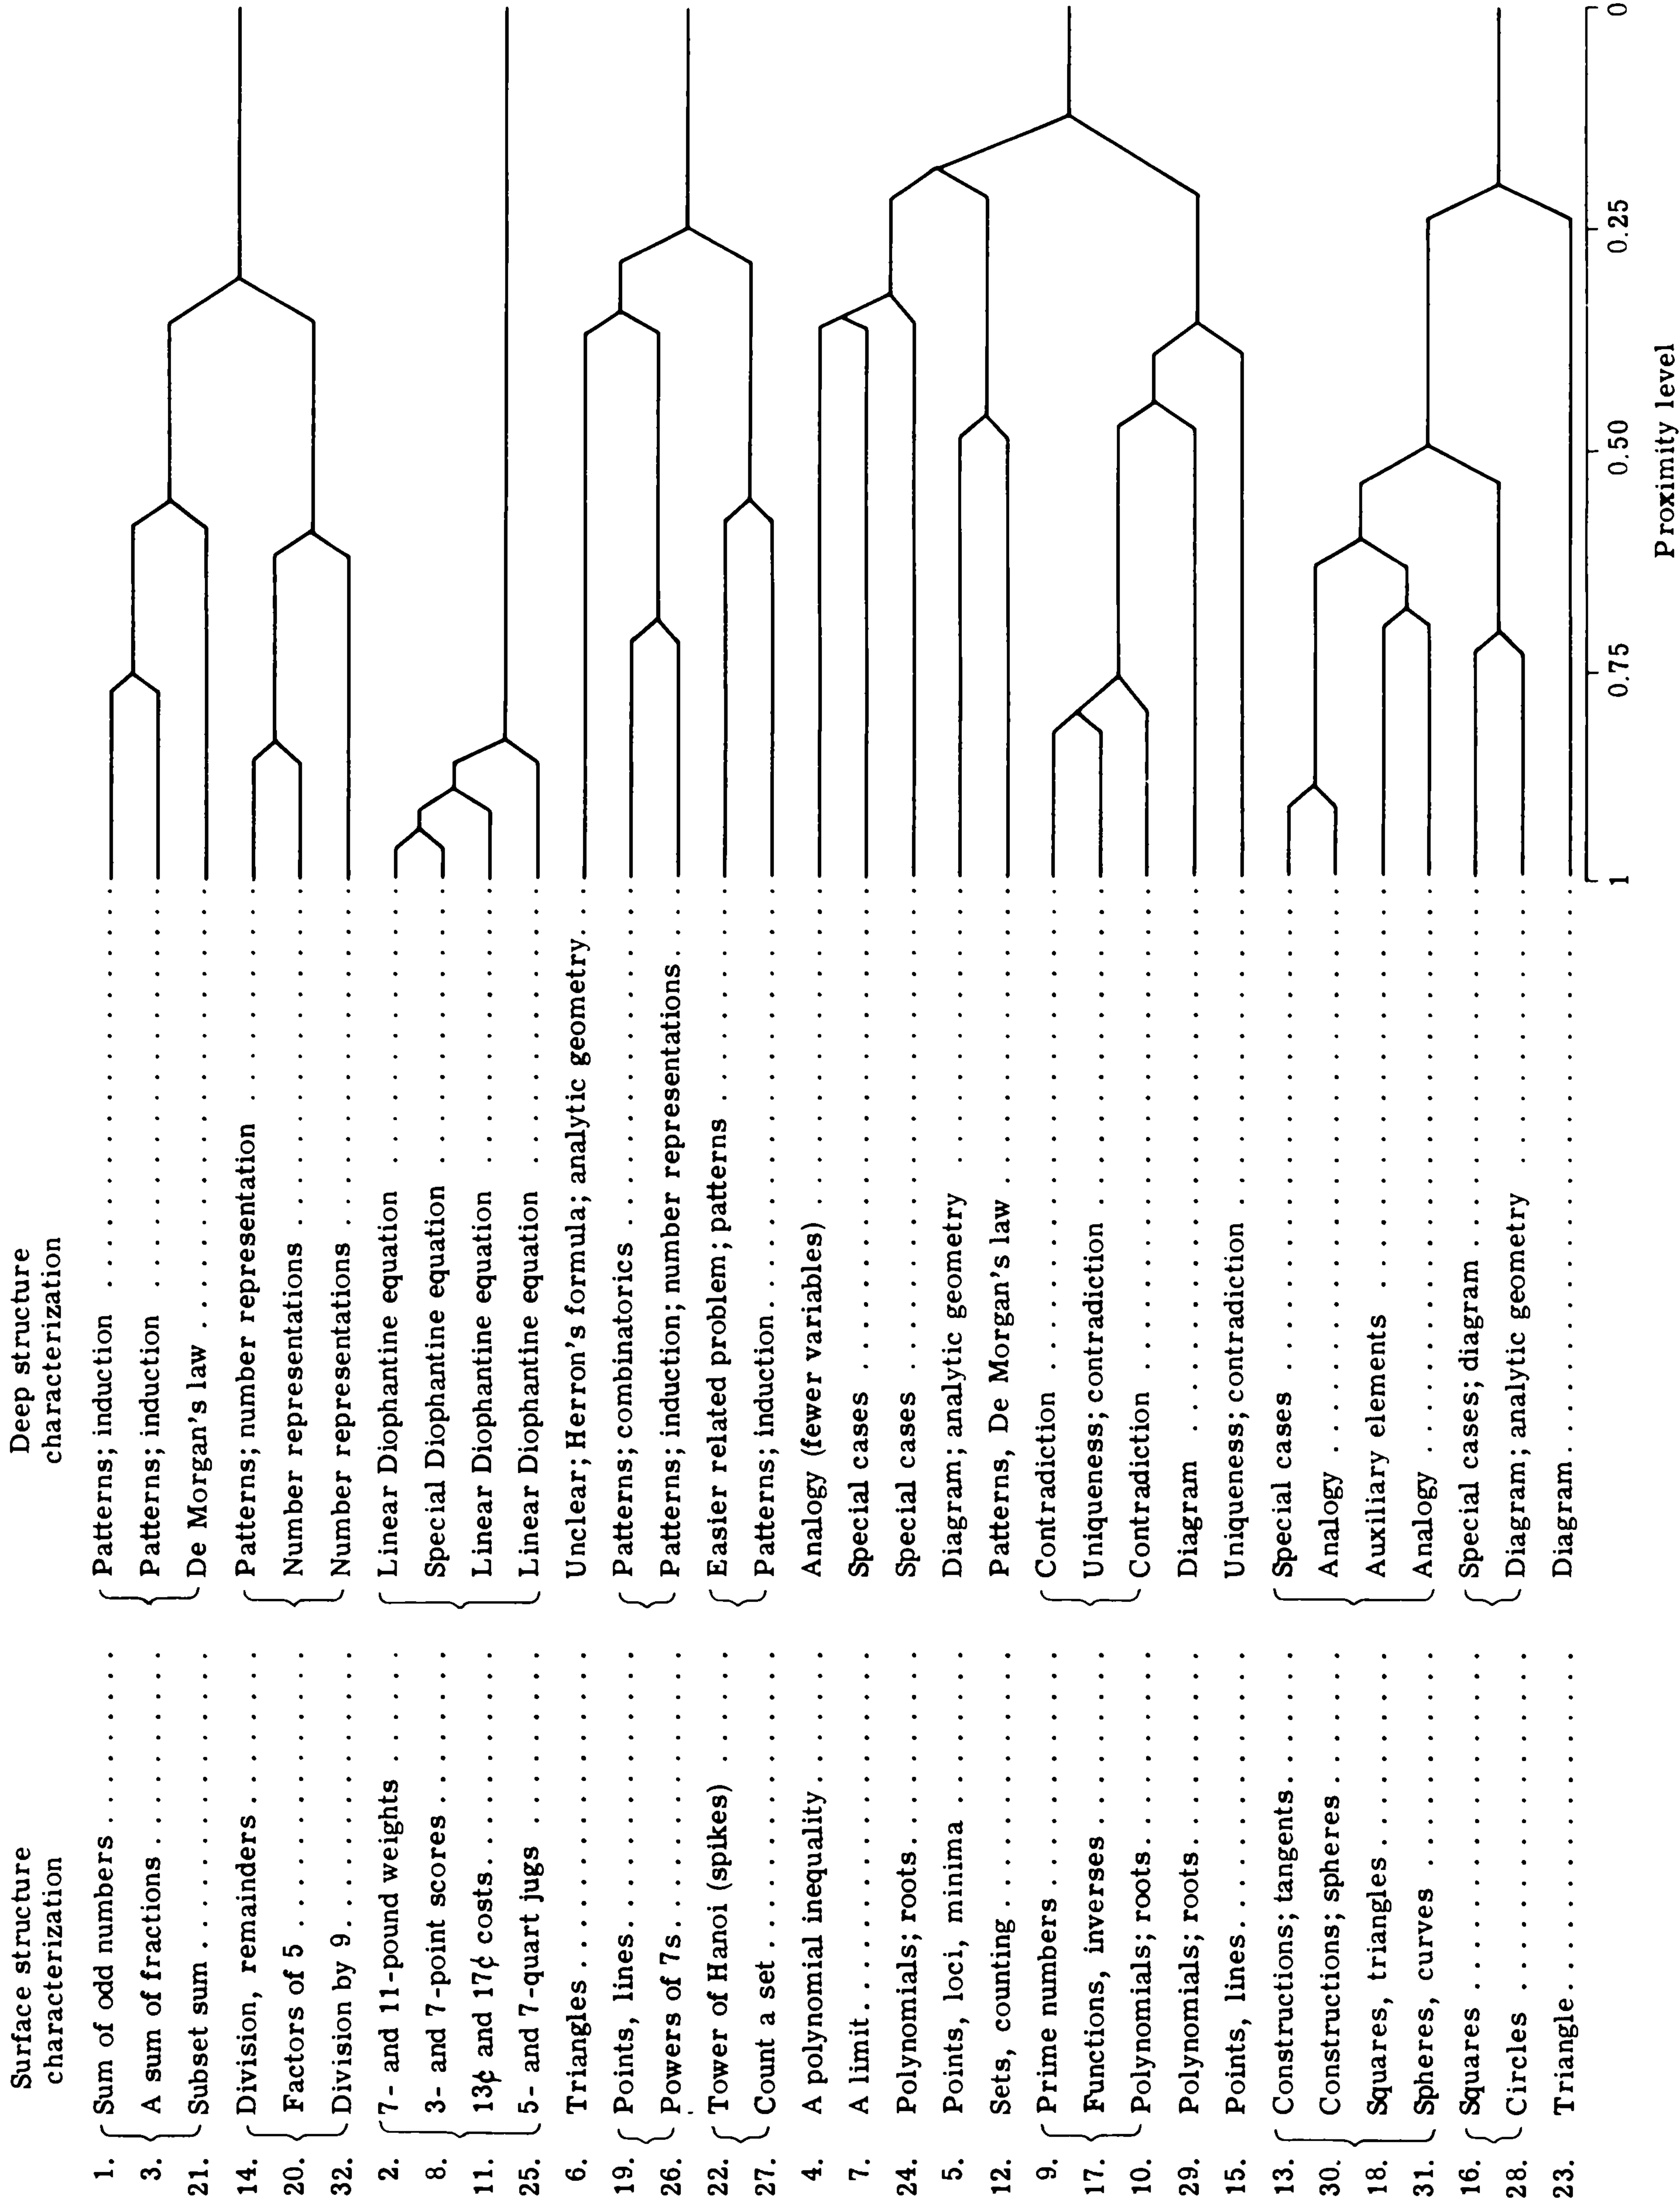 Surface structure
characterization
Deep structure
characterization
1. Sum of odd numbers . . . . . . . . Patterns; induction . . . . . . . . . . . . . . . . . .
3. A sum of fractions . . . . . . . . . Patterns; induction . . . . . . . . . . . . . . . . . .
21. Subset sum . . . . . . . . . . . . . De Morgan's law . . . . . . . . . . . . . . . . . . . .
14. Division, remainders . . . . . . . . Patterns; number representation . . . . . . . . . . .
20. Factors of 5 . . . . . . . . . . . . Number representations . . . . . . . . . . . . . . . .
32. Division by 9 . . . . . . . . . . . . Number representations . . . . . . . . . . . . . . . .
2. 7- and 11-pound weights . . . . . . Linear Diophantine equation . . . . . . . . . . . . .
8. 3- and 7-point scores . . . . . . . . Special Diophantine equation . . . . . . . . . . . . .
11. 13¢ and 17¢ costs . . . . . . . . . . Linear Diophantine equation . . . . . . . . . . . . .
25. 5- and 7-quart jugs . . . . . . . . . Linear Diophantine equation . . . . . . . . . . . . .
6. Triangles . . . . . . . . . . . . . . Unclear; Herron's formula; analytic geometry . . .
19. Points, lines . . . . . . . . . . . . Patterns; combinatorics . . . . . . . . . . . . . . . .
26. Powers of 7s . . . . . . . . . . . . Patterns; induction; number representations . . . .
22. Tower of Hanoi (spikes) . . . . . . Easier related problem; patterns . . . . . . . . . .
27. Count a set . . . . . . . . . . . . . Patterns; induction . . . . . . . . . . . . . . . . . .
4. A polynomial inequality . . . . . . . Analogy (fewer variables) . . . . . . . . . . . . . .
7. A limit . . . . . . . . . . . . . . . Special cases . . . . . . . . . . . . . . . . . . . . .
24. Polynomials; roots . . . . . . . . . Special cases . . . . . . . . . . . . . . . . . . . . .
5. Points, loci, minima . . . . . . . . Diagram; analytic geometry . . . . . . . . . . . . .
12. Sets, counting . . . . . . . . . . . Patterns, De Morgan's law . . . . . . . . . . . . . .
9. Prime numbers . . . . . . . . . . . . Contradiction . . . . . . . . . . . . . . . . . . . . .
17. Functions, inverses . . . . . . . . . Uniqueness; contradiction . . . . . . . . . . . . . .
10. Polynomials; roots . . . . . . . . . Contradiction . . . . . . . . . . . . . . . . . . . . .
29. Polynomials; roots . . . . . . . . . Diagram . . . . . . . . . . . . . . . . . . . . . . . .
15. Points, lines . . . . . . . . . . . . Uniqueness; contradiction . . . . . . . . . . . . . .
13. Constructions; tangents . . . . . . . Special cases . . . . . . . . . . . . . . . . . . . . .
30. Constructions; spheres . . . . . . . Analogy . . . . . . . . . . . . . . . . . . . . . . . .
18. Squares, triangles . . . . . . . . . Auxiliary elements . . . . . . . . . . . . . . . . . .
31. Spheres, curves . . . . . . . . . . . Analogy . . . . . . . . . . . . . . . . . . . . . . . .
16. Squares . . . . . . . . . . . . . . . Special cases; diagram . . . . . . . . . . . . . . . .
28. Circles . . . . . . . . . . . . . . . Diagram; analytic geometry . . . . . . . . . . . . .
23. Triangle . . . . . . . . . . . . . . Diagram . . . . . . . . . . . . . . . . . . . . . . . .
1 0.75 0.50 0.25 0
Proximity level